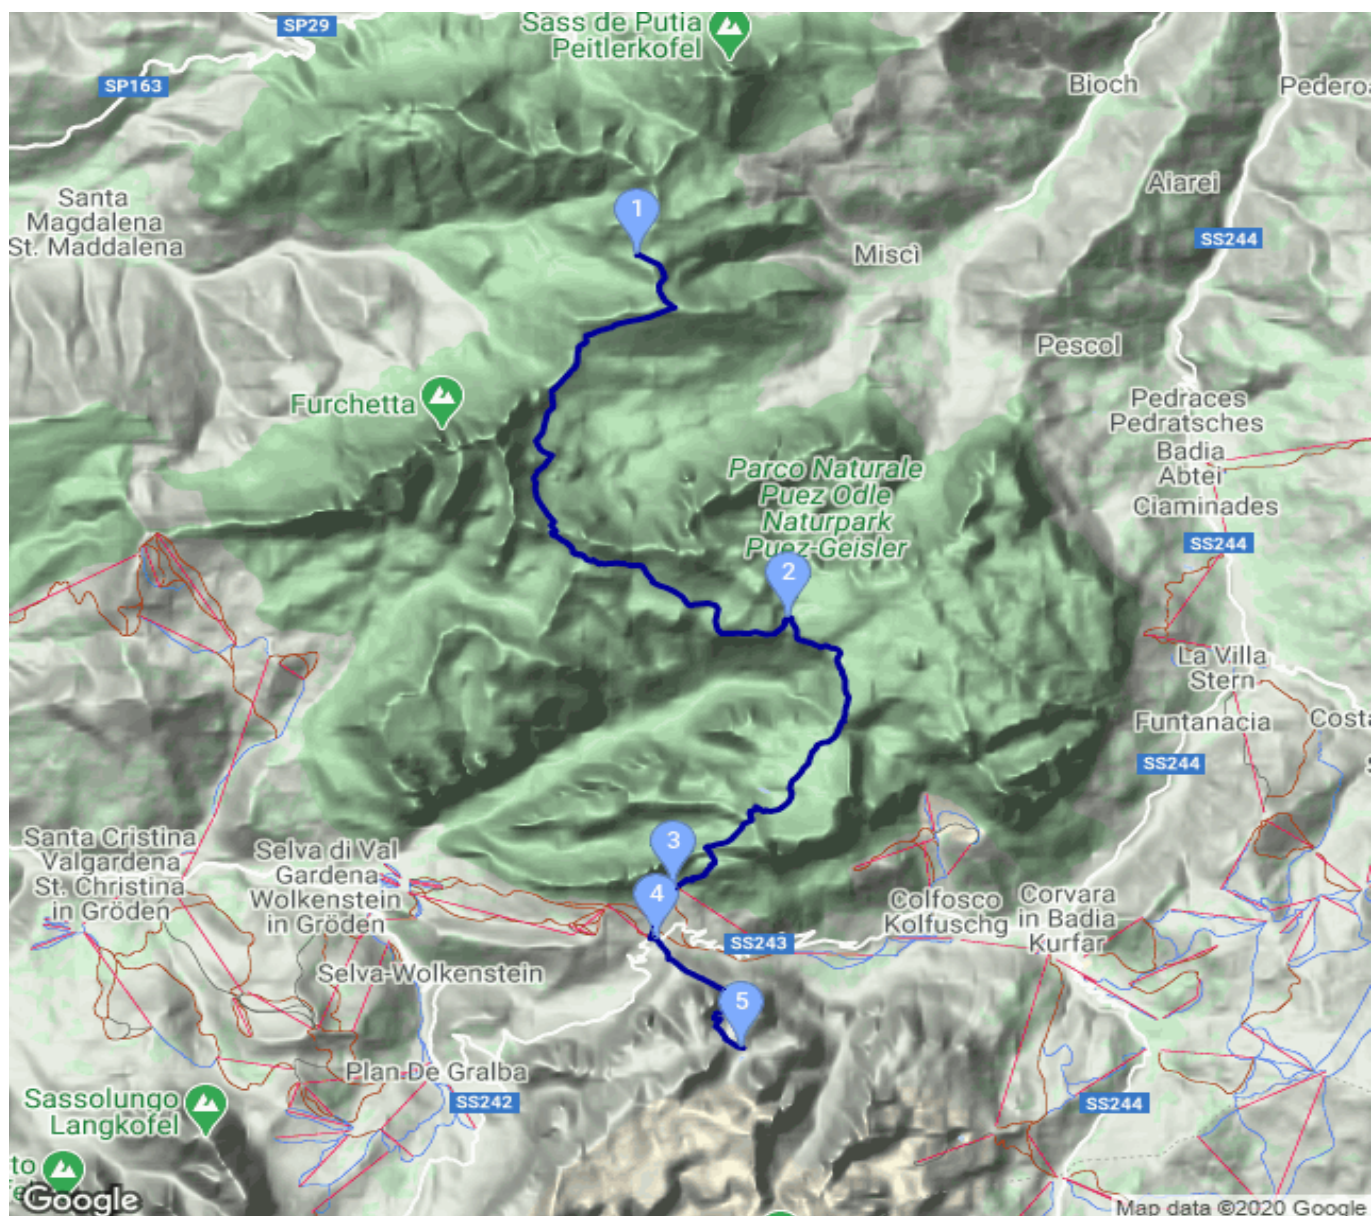 SP29
Sass de Putia
Peitlerkofel
SP163
Bioch
Pederoa
Santa
Magdalena
St. Maddalena
1
Aiarei
SS244
Miscì
Pescol
Furchetta
Pedraces
Pedratsches
Badia
Abtei
Ciaminades
Parco Naturale
Puez Odle
Naturpark
Puez-Geisler
SS244
2
La Villa
Stern
Funtanacia
Costa
SS244
Santa Cristina
Valgardena
St. Christina
in Gröden
Selva di Val
Gardena
Wolkenstein
in Gröden
3
4
Colfosco
Kolfuschg
Corvara
in Badia
Kurfar
SS243
Selva-Wolkenstein
5
Plan De Gralba
SS242
SS244
Sassolungo
Langkofel
to
Google
Map data ©2020 Google